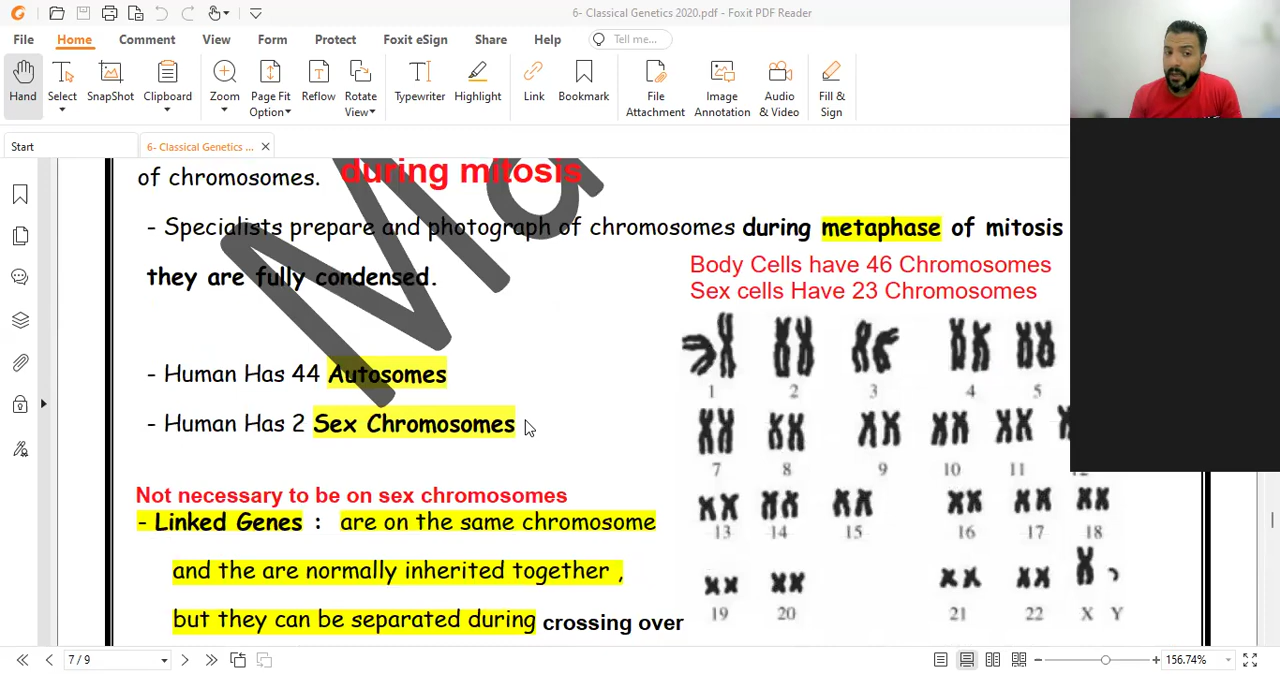 6- Classical Genetics 2020.pdf - Foxit PDF Reader
File Home Comment View Form Protect Foxit eSign Share Help Tell me...
Hand Select SnapShot Clipboard Zoom Page Fit Option Reflow Rotate View Typewriter Highlight Link Bookmark File Attachment Image Annotation Audio & Video Fill & Sign
Start 6- Classical Genetics ...
of chromosomes. during mitosis
- Specialists prepare and photograph of chromosomes during metaphase of mitosis
they are fully condensed.
Body Cells have 46 Chromosomes
Sex cells Have 23 Chromosomes
- Human Has 44 Autosomes
- Human Has 2 Sex Chromosomes
Not necessary to be on sex chromosomes
- Linked Genes : are on the same chromosome
and the are normally inherited together ,
but they can be separated during crossing over
1 2 3 4 5
7 8 9 10 11
13 14 15 16 17 18
19 20 21 22 X Y
7 / 9 156.74%